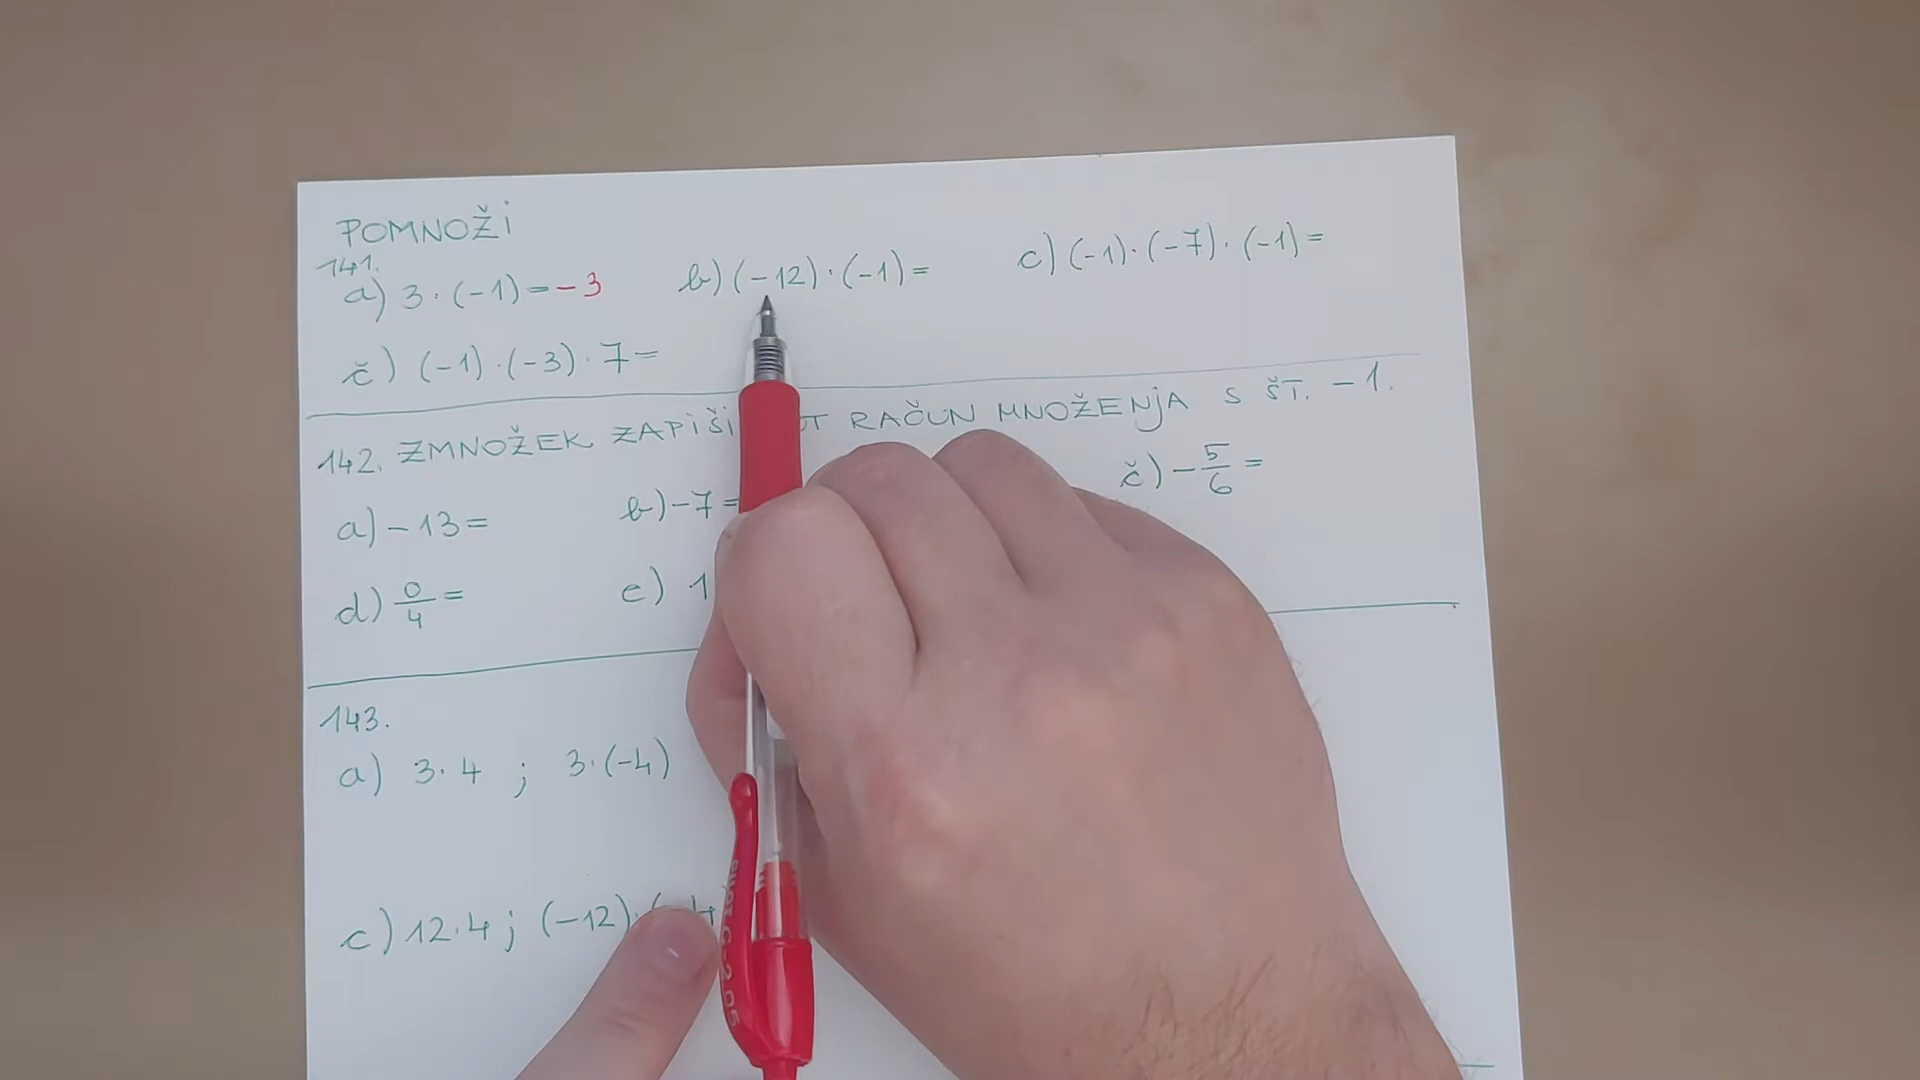 POMNOŽI
141.
a) 3·(-1)=-3 b) (-12)·(-1)= c) (-1)·(-7)·(-1)=
č) (-1)·(-3)·7=
142. ZMNOŽEK ZAPIŠI RAČUN MNOŽENJA S ŠT. -1.
a) -13= b) -7= č) -5/6=
d) 0/4= e) 1
143.
a) 3·4 ; 3·(-4)
c) 12·4 ; (-12)·